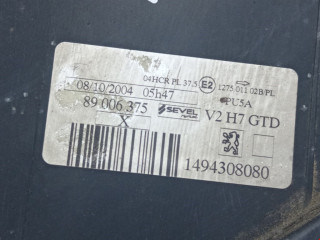 04HCR PL 37,5 E2 1275 011 02B/PL
08/10/2004 05h47 PU5A
89 006 375 SEVEL V2 H7 GTD
X
1494308080